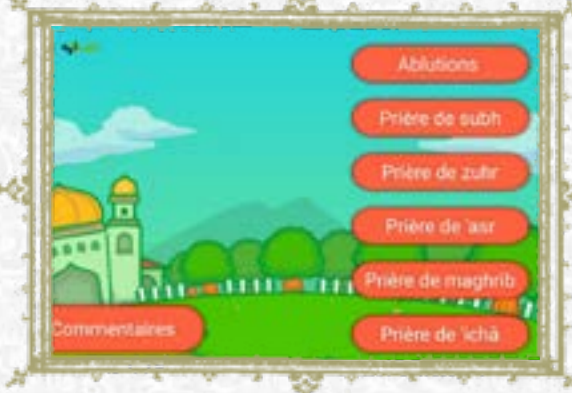 Ablutions
Prière de subh
Prière de zuhr
Prière de 'asr
Prière de maghrib
Commentaires
Prière de 'ichâ